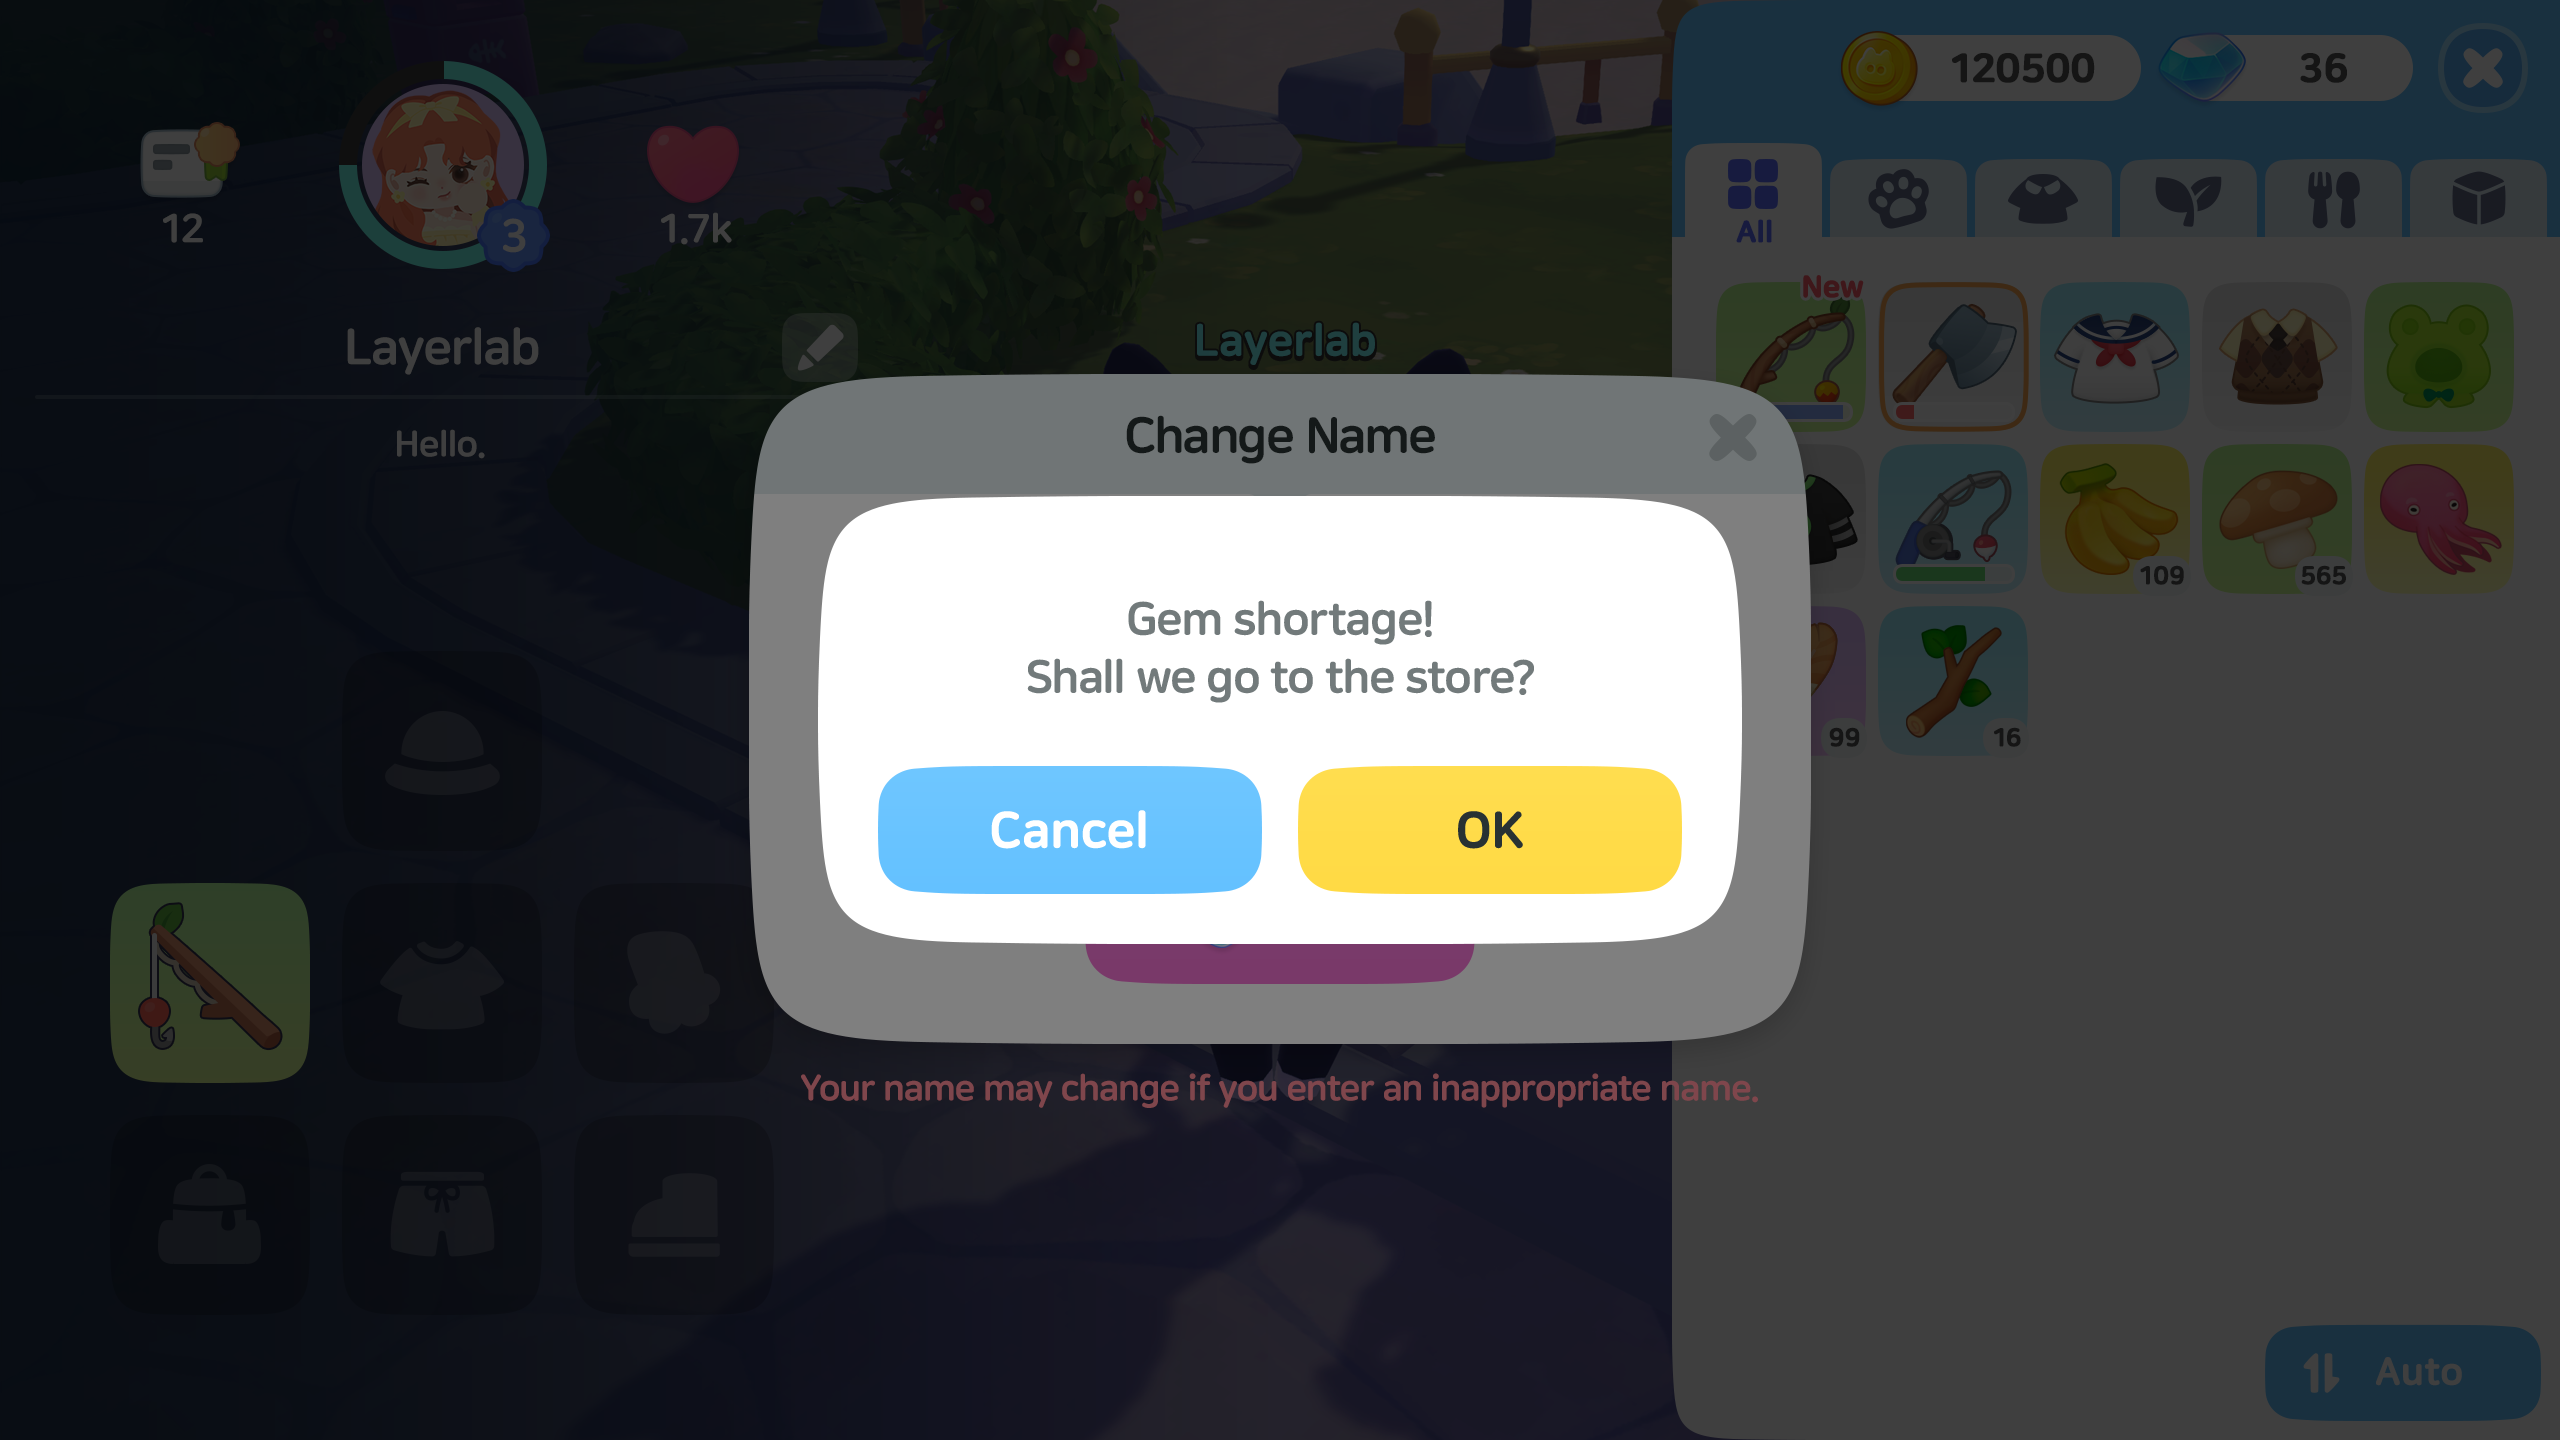 120500
36
12
3
1.7k
All
New
Layerlab
Layerlab
Hello.
Change Name
Gem shortage!
Shall we go to the store?
Cancel
OK
109
565
99
16
Your name may change if you enter an inappropriate name.
Auto